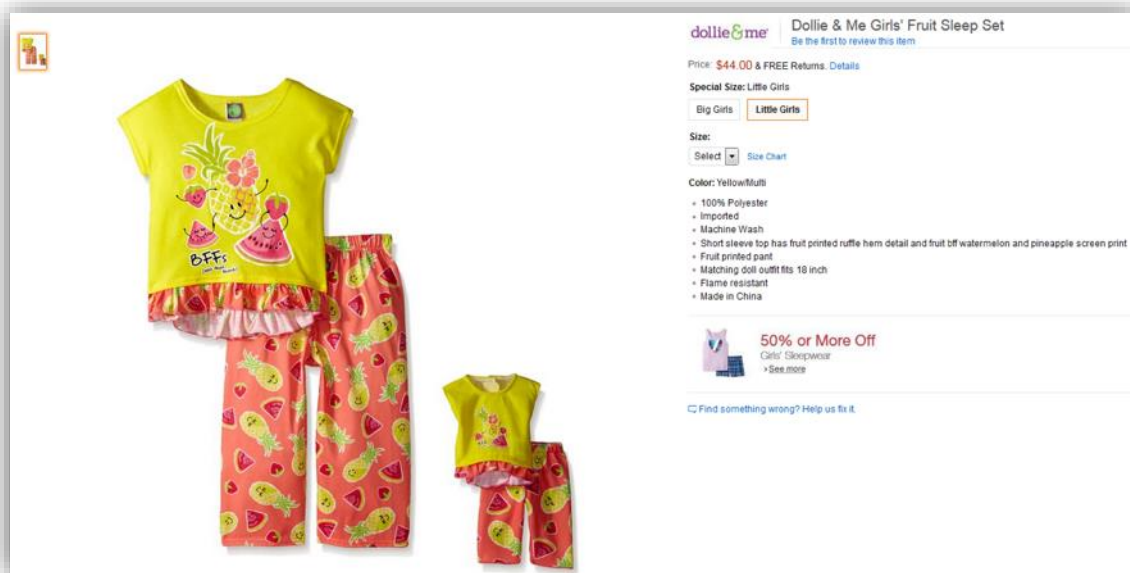 dollie & me
Dollie & Me Girls' Fruit Sleep Set
Be the first to review this item
Price: $44.00 & FREE Returns. Details
Special Size: Little Girls
Big Girls
Little Girls
Size:
Select
Size Chart
Color: Yellow/Multi
100% Polyester
Imported
Machine Wash
Short sleeve top has fruit printed ruffle hem detail and fruit bff watermelon and pineapple screen print
Fruit printed pant
Matching doll outfit fits 18 inch
Flame resistant
Made in China
50% or More Off
Girls' Sleepwear
›See more
Find something wrong? Help us fix it.
BFFs